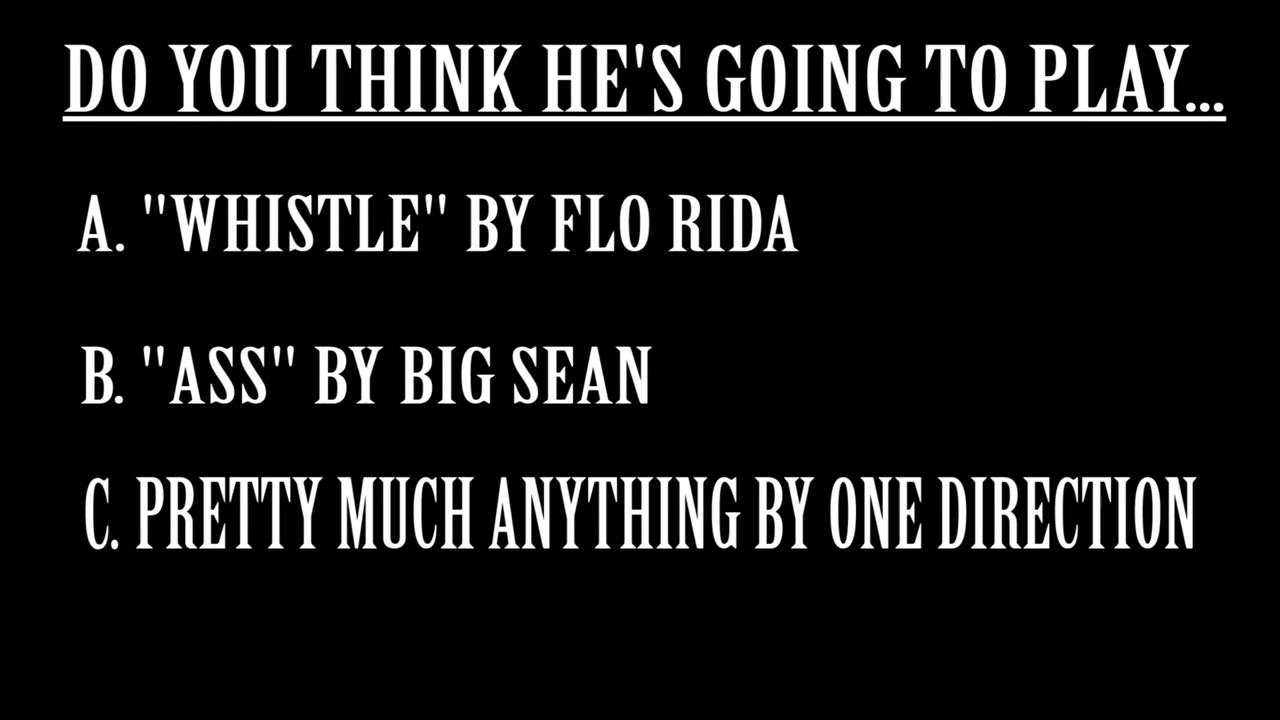 DO YOU THINK HE'S GOING TO PLAY...
A. "WHISTLE" BY FLO RIDA
B. "ASS" BY BIG SEAN
C. PRETTY MUCH ANYTHING BY ONE DIRECTION